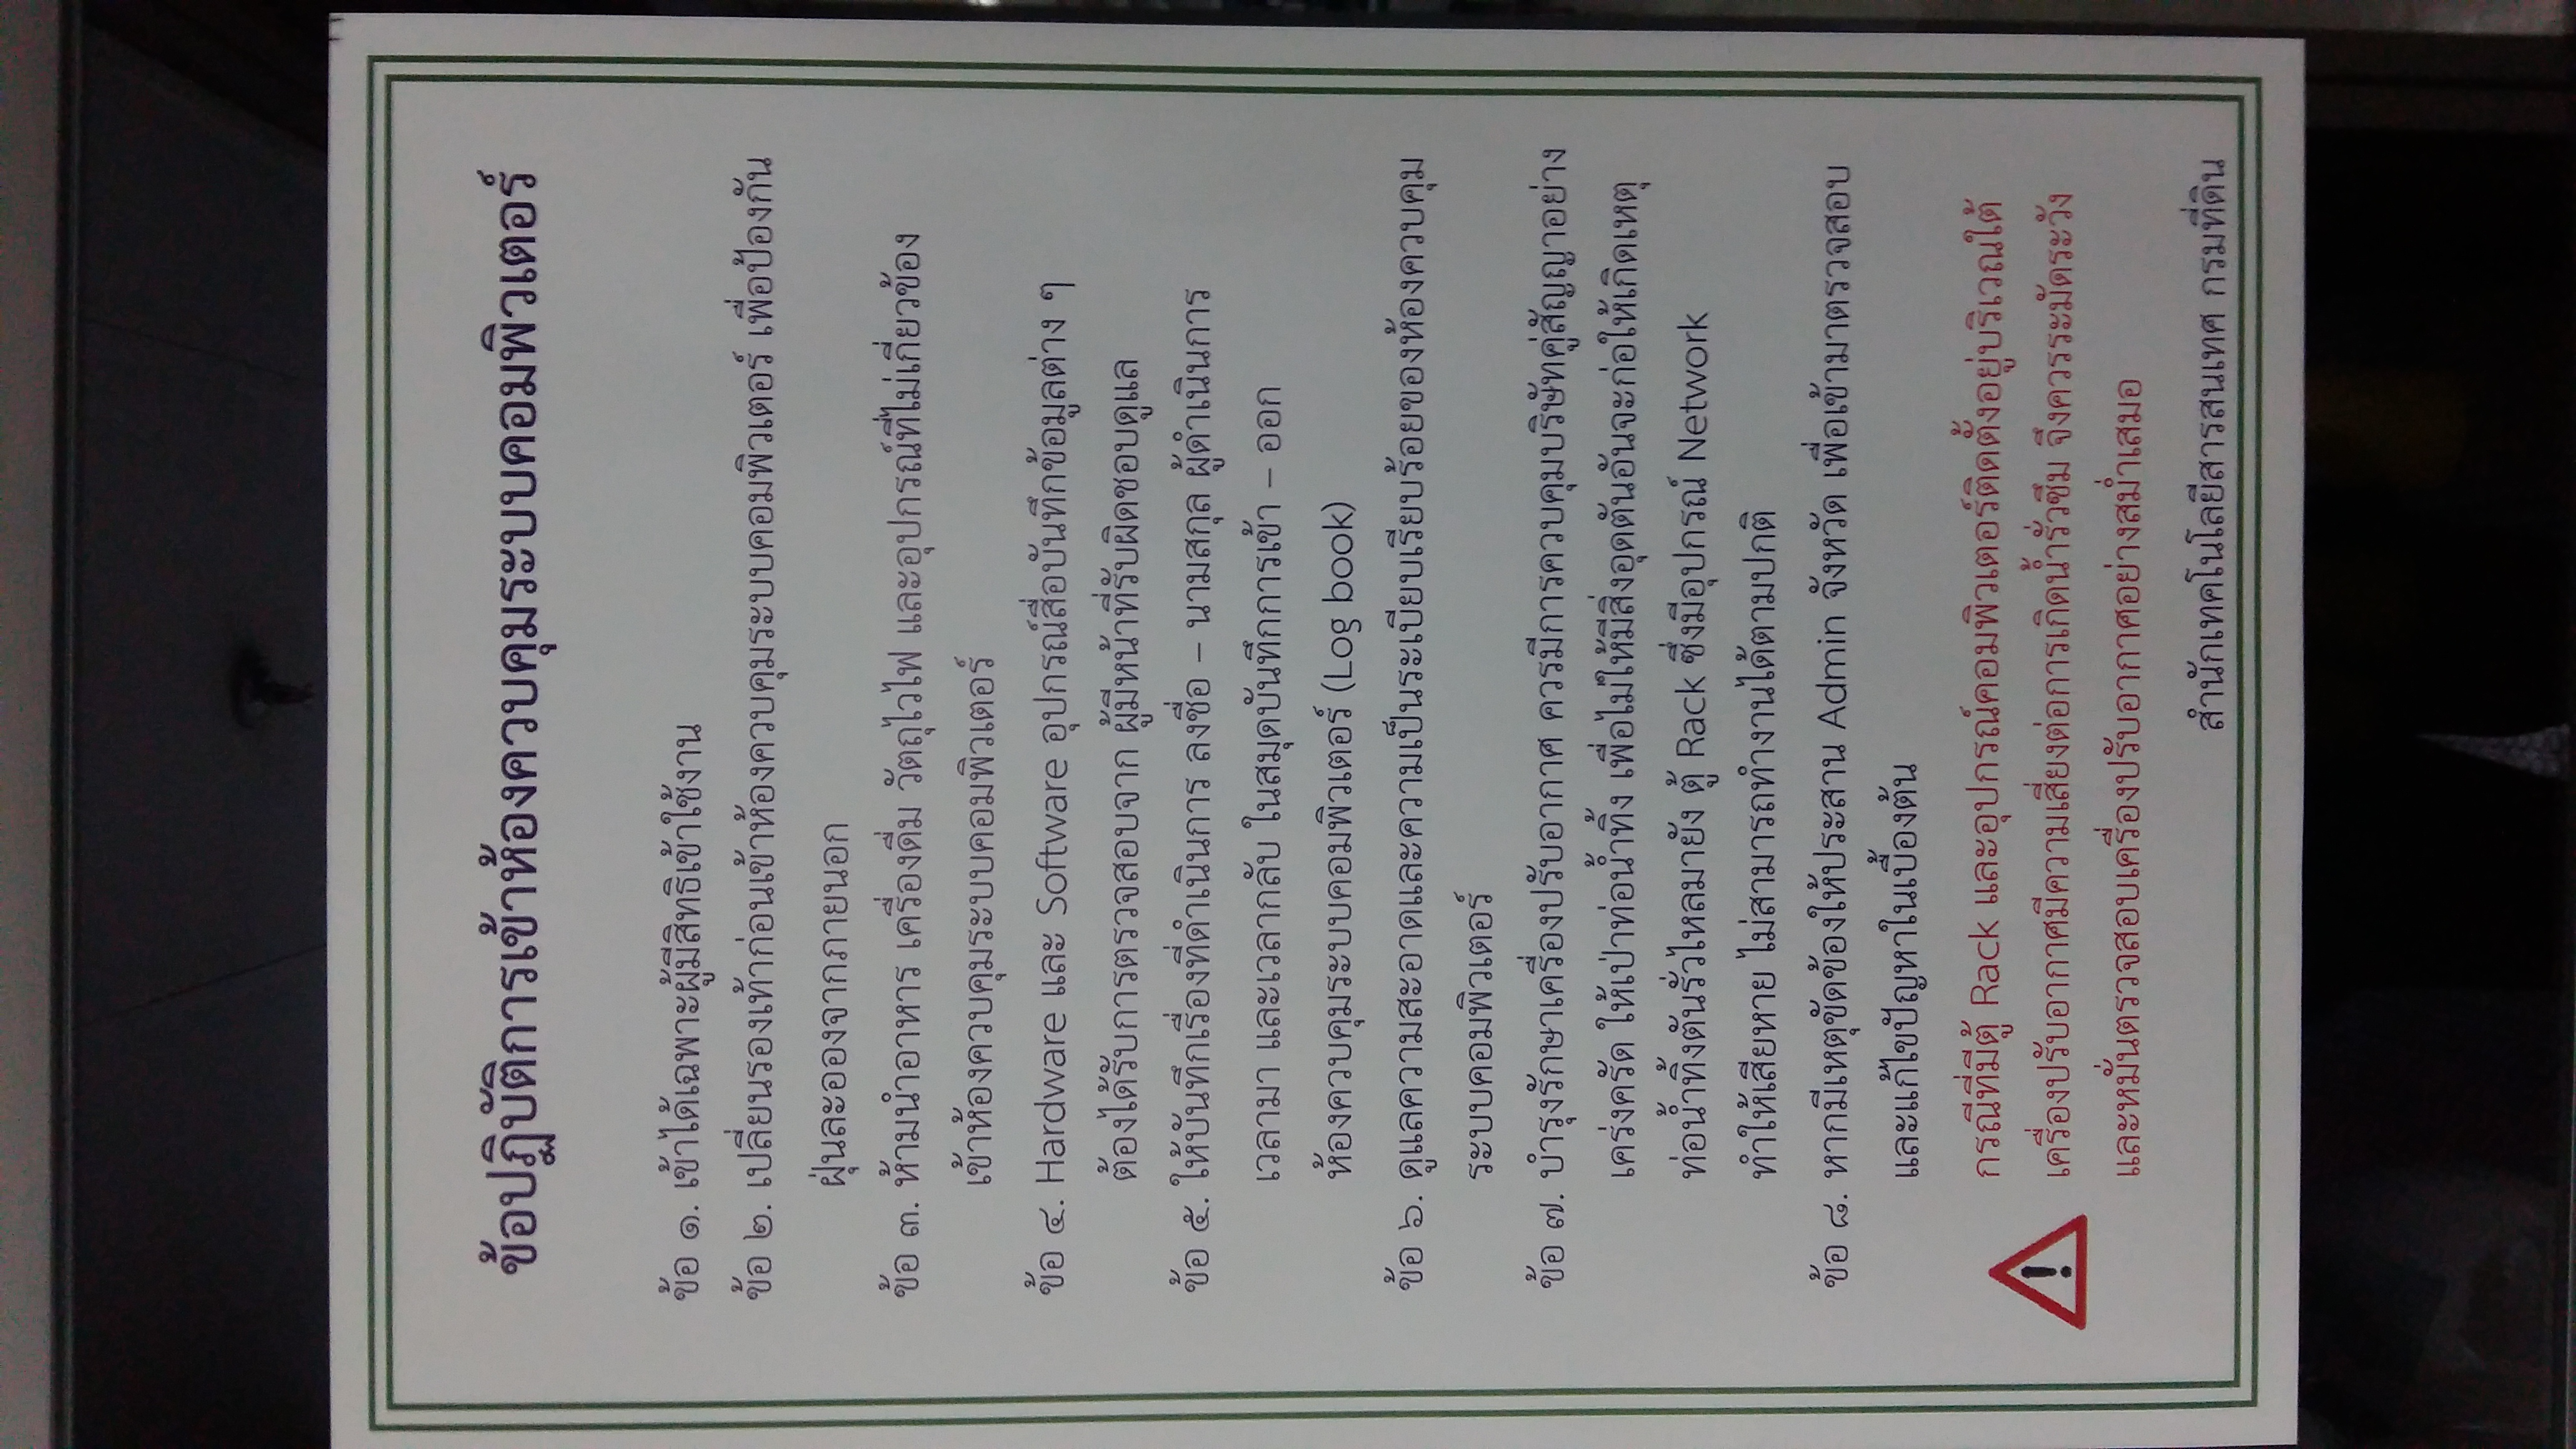 ข้อปฏิบัติการเข้าห้องควบคุมระบบคอมพิวเตอร์
ข้อ ๑. เข้าได้เฉพาะผู้มีสิทธิเข้าใช้งาน
ข้อ ๒. เปลี่ยนรองเท้าก่อนเข้าห้องควบคุมระบบคอมพิวเตอร์ เพื่อป้องกัน
ฝุ่นละอองจากภายนอก
ข้อ ๓. ห้ามนำอาหาร เครื่องดื่ม วัตถุไวไฟ และอุปกรณ์ที่ไม่เกี่ยวข้อง
เข้าห้องควบคุมระบบคอมพิวเตอร์
ข้อ ๔. Hardware และ Software อุปกรณ์สื่อบันทึกข้อมูลต่าง ๆ
ต้องได้รับการตรวจสอบจาก ผู้มีหน้าที่รับผิดชอบดูแล
ข้อ ๕. ให้บันทึกเรื่องที่ดำเนินการ ลงชื่อ – นามสกุล ผู้ดำเนินการ
เวลามา และเวลากลับ ในสมุดบันทึกการเข้า – ออก
ห้องควบคุมระบบคอมพิวเตอร์ (Log book)
ข้อ ๖. ดูแลความสะอาดและความเป็นระเบียบเรียบร้อยของห้องควบคุม
ระบบคอมพิวเตอร์
ข้อ ๗. บำรุงรักษาเครื่องปรับอากาศ ควรมีการควบคุมบริษัทคู่สัญญาอย่าง
เคร่งครัด ให้เป่าท่อน้ำทิ้ง เพื่อไม่ให้มีสิ่งอุดตันอันจะก่อให้เกิดเหตุ
ท่อน้ำทิ้งตันรั่วไหลมายัง ตู้ Rack ซึ่งมีอุปกรณ์ Network
ทำให้เสียหาย ไม่สามารถทำงานได้ตามปกติ
ข้อ ๘. หากมีเหตุขัดข้องให้ประสาน Admin จังหวัด เพื่อเข้ามาตรวจสอบ
และแก้ไขปัญหาในเบื้องต้น
กรณีที่มีตู้ Rack และอุปกรณ์คอมพิวเตอร์ติดตั้งอยู่บริเวณใต้
เครื่องปรับอากาศมีความเสี่ยงต่อการเกิดน้ำรั่วซึม จึงควรระมัดระวัง
และหมั่นตรวจสอบเครื่องปรับอากาศอย่างสม่ำเสมอ
สำนักเทคโนโลยีสารสนเทศ กรมที่ดิน